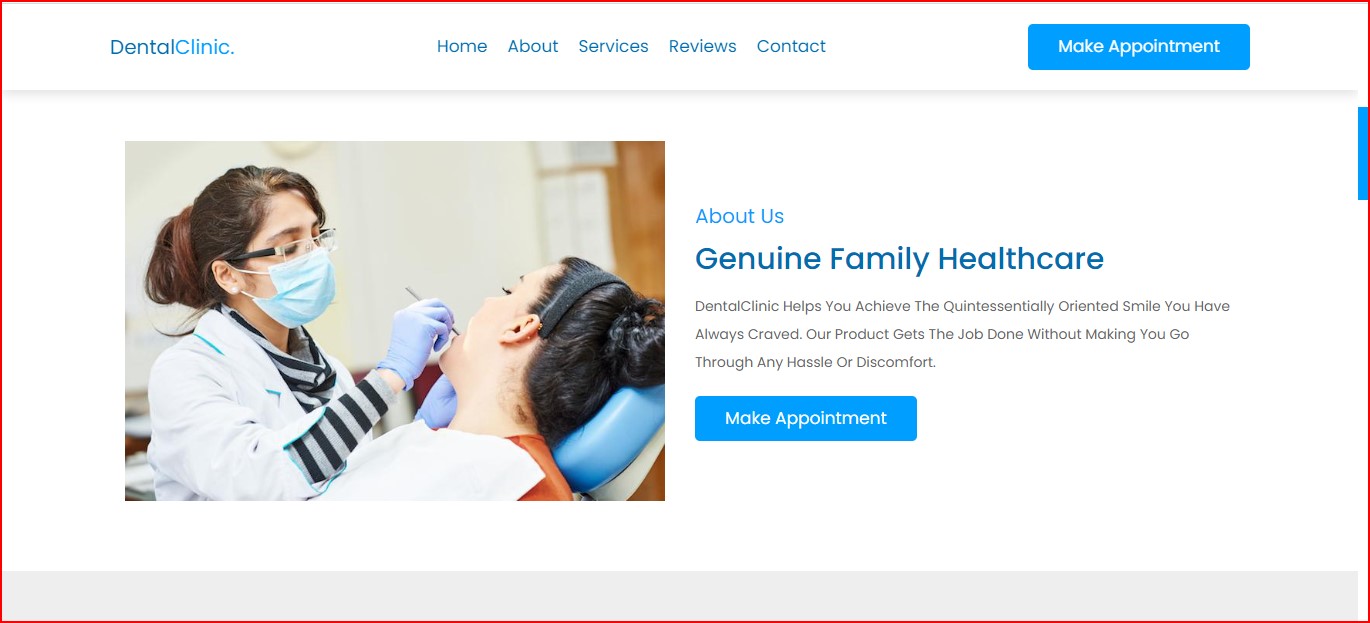 DentalClinic.
Home About Services Reviews Contact
Make Appointment
About Us
Genuine Family Healthcare
DentalClinic Helps You Achieve The Quintessentially Oriented Smile You Have
Always Craved. Our Product Gets The Job Done Without Making You Go
Through Any Hassle Or Discomfort.
Make Appointment